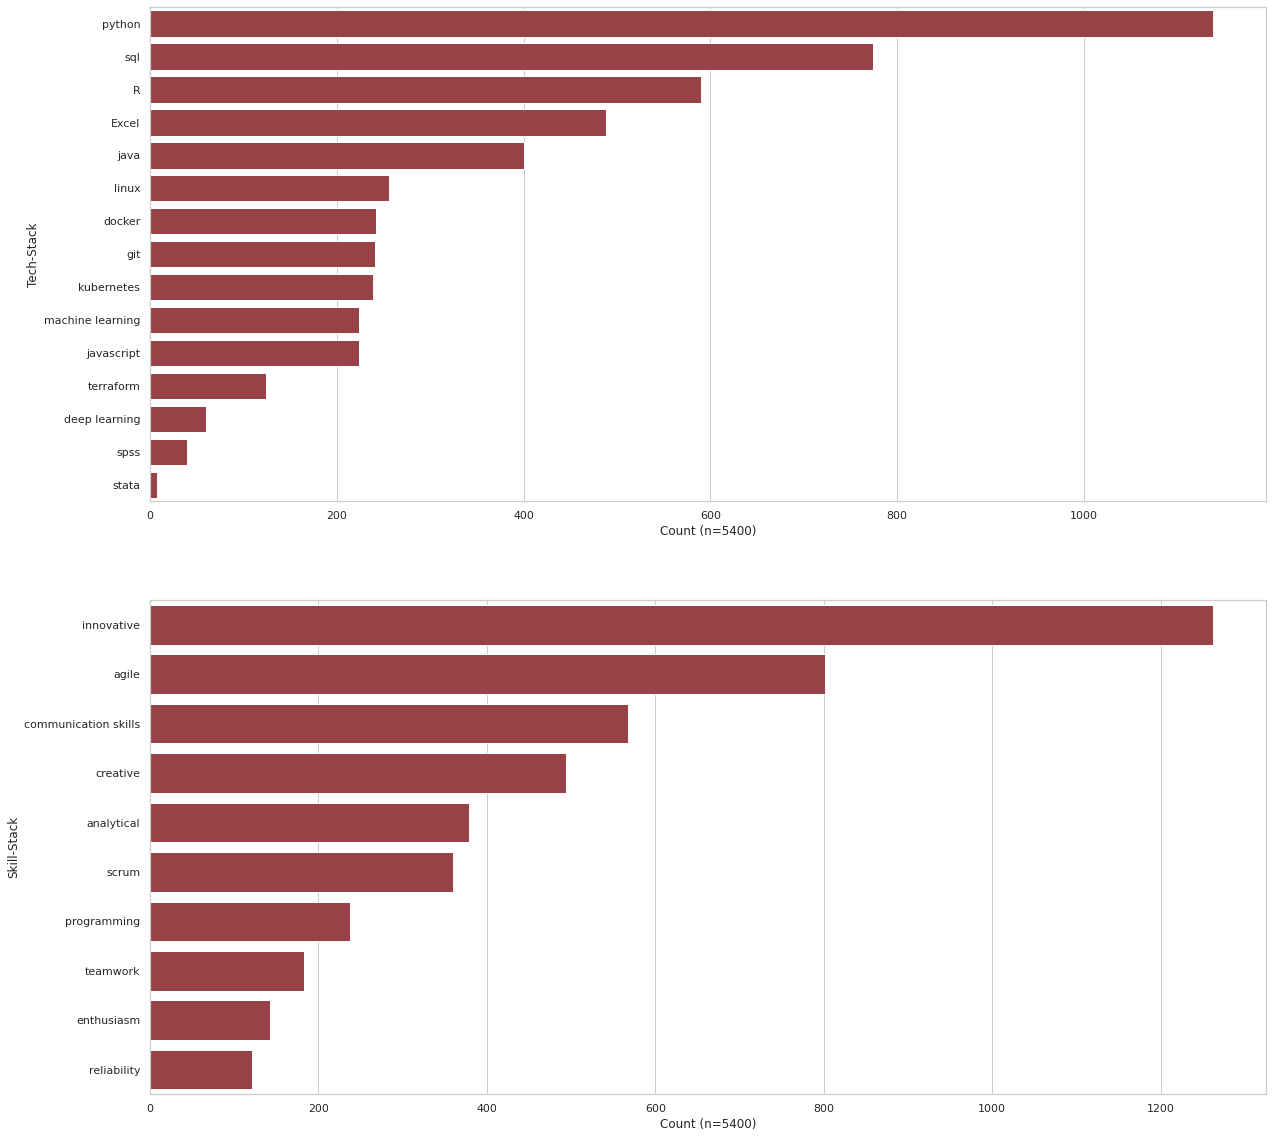 python
sql
R
Excel
java
linux
docker
git
kubernetes
machine learning
javascript
terraform
deep learning
spss
stata
Tech-Stack
0 200 400 600 800 1000
Count (n=5400)
innovative
agile
communication skills
creative
analytical
scrum
programming
teamwork
enthusiasm
reliability
Skill-Stack
0 200 400 600 800 1000 1200
Count (n=5400)